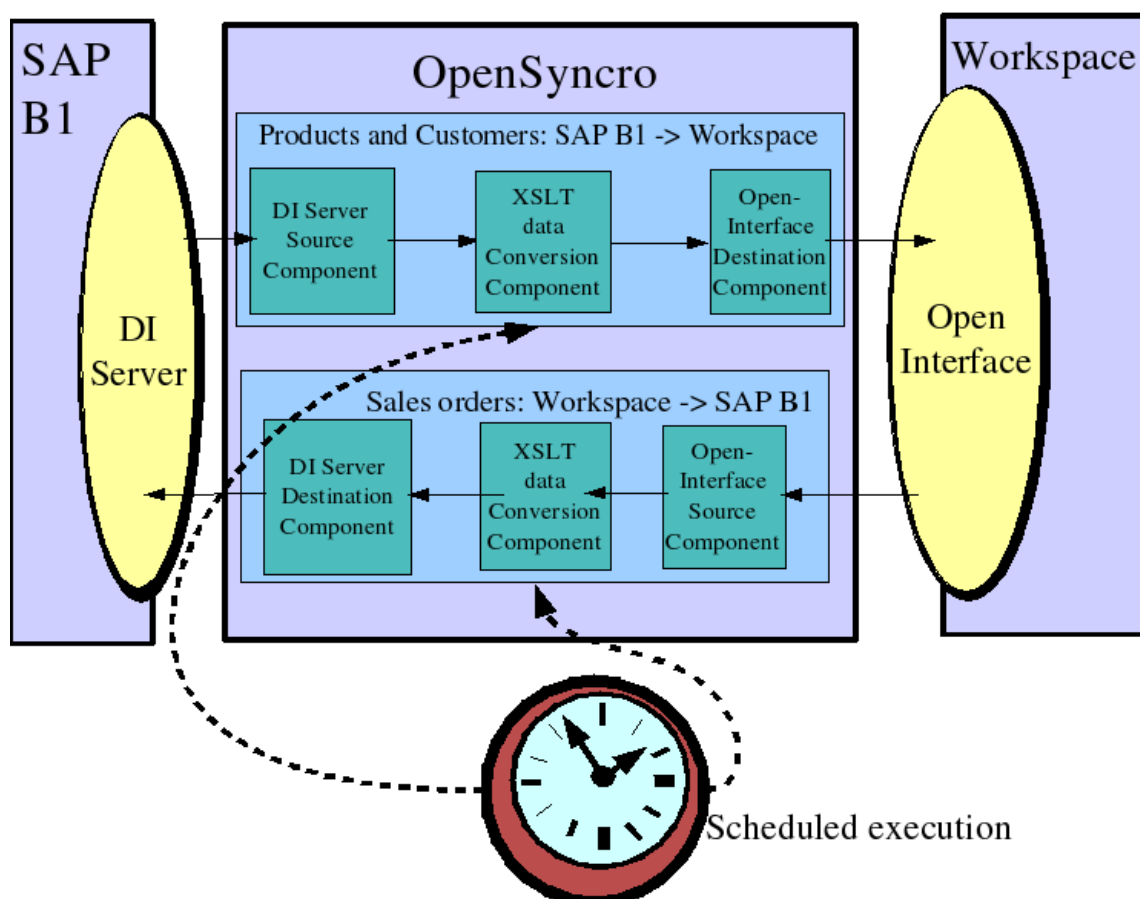 SAP
B1
OpenSyncro
Workspace
Products and Customers: SAP B1 -> Workspace
DI Server
Source
Component
XSLT
data
Conversion
Component
Open-
Interface
Destination
Component
DI
Server
Open
Interface
Sales orders: Workspace -> SAP B1
DI Server
Destination
Component
XSLT
data
Conversion
Component
Open-
Interface
Source
Component
Scheduled execution